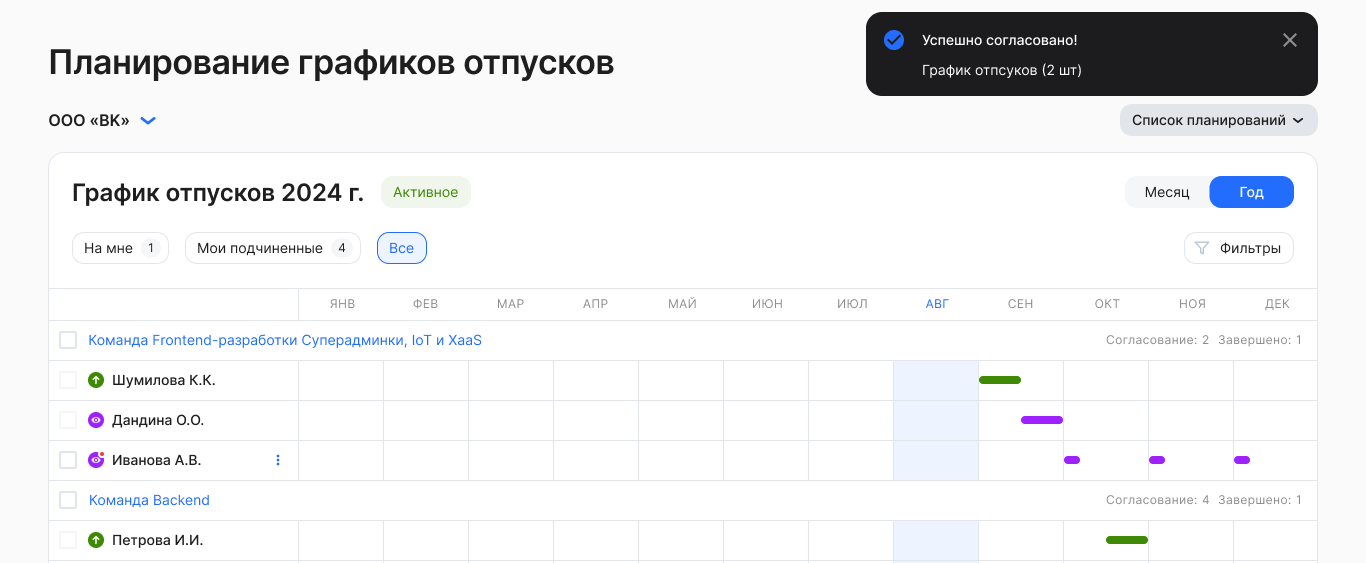 Успешно согласовано!
График отпсуков (2 шт)
Планирование графиков отпусков
ООО «ВК»
Список планирований
График отпусков 2024 г. Активное
Месяц Год
На мне 1 Мои подчиненные 4 Все
Фильтры
ЯНВ ФЕВ МАР АПР МАЙ ИЮН ИЮЛ АВГ СЕН ОКТ НОЯ ДЕК
Команда Frontend-разработки Суперадминки, IoT и XaaS Согласование: 2 Завершено: 1
Шумилова К.К.
Дандина О.О.
Иванова А.В.
Команда Backend Согласование: 4 Завершено: 1
Петрова И.И.